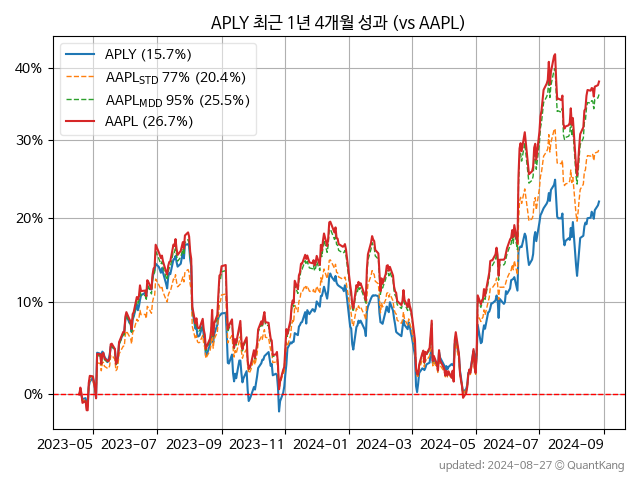 APLY 최근 1년 4개월 성과 (vs AAPL)
APLY (15.7%)
AAPL_STD 77% (20.4%)
AAPL_MDD 95% (25.5%)
AAPL (26.7%)
40%
30%
20%
10%
0%
2023-05 2023-07 2023-09 2023-11 2024-01 2024-03 2024-05 2024-07 2024-09
updated: 2024-08-27 © QuantKang